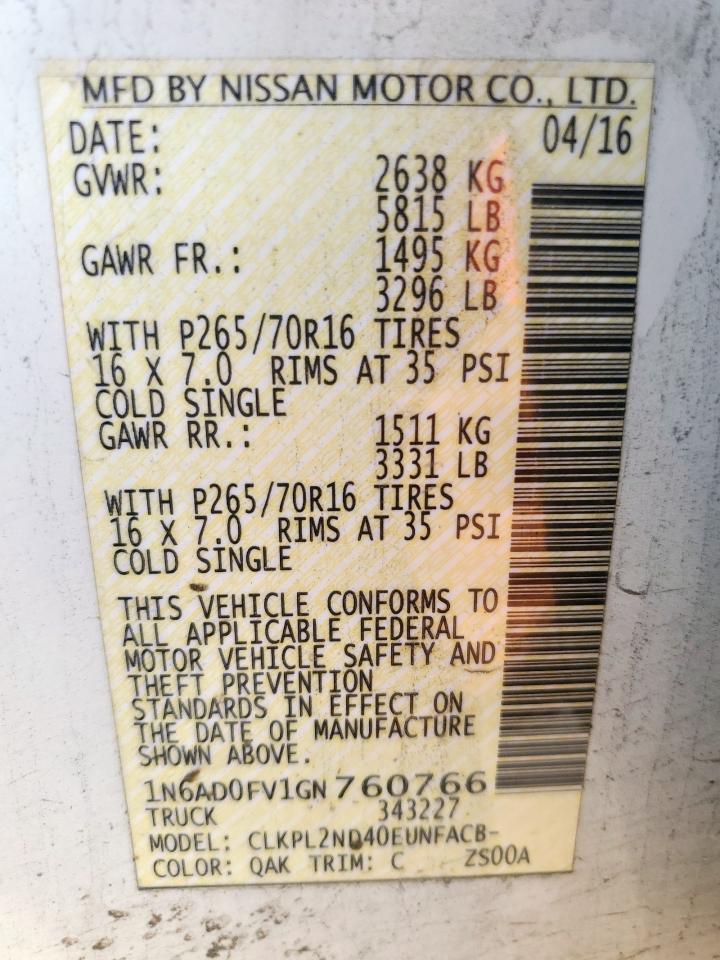 MFD BY NISSAN MOTOR CO., LTD.
DATE: 04/16
GVWR: 2638 KG
5815 LB
GAWR FR.: 1495 KG
3296 LB
WITH P265/70R16 TIRES
16 X 7.0 RIMS AT 35 PSI
COLD SINGLE
GAWR RR.: 1511 KG
3331 LB
WITH P265/70R16 TIRES
16 X 7.0 RIMS AT 35 PSI
COLD SINGLE
THIS VEHICLE CONFORMS TO
ALL APPLICABLE FEDERAL
MOTOR VEHICLE SAFETY AND
THEFT PREVENTION
STANDARDS IN EFFECT ON
THE DATE OF MANUFACTURE
SHOWN ABOVE.
1N6AD0FV1GN760766
TRUCK 343227
MODEL: CLKPL2ND40EUNFACB-
COLOR: QAK TRIM: C ZS00A